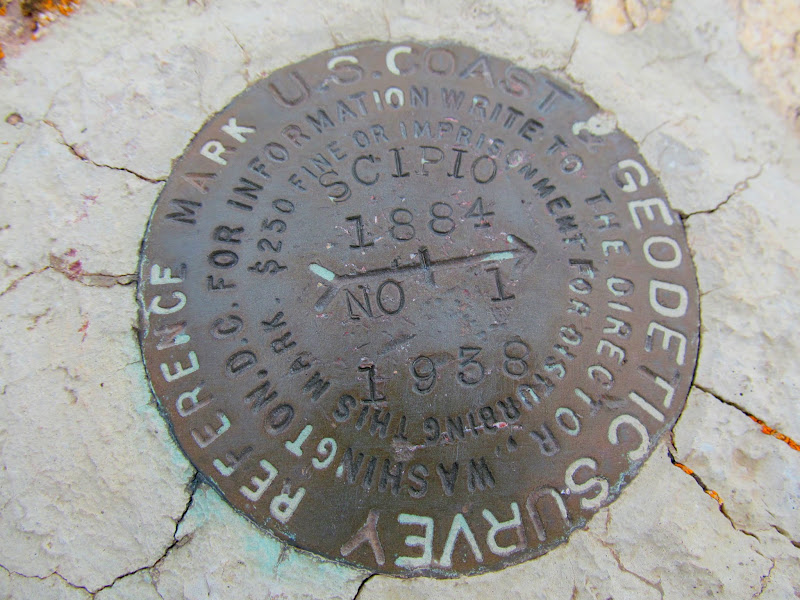 U.S. COAST & GEODETIC SURVEY
REFERENCE MARK
FOR INFORMATION WRITE TO THE DIRECTOR, WASHINGTON, D.C.
$250 FINE OR IMPRISONMENT FOR DISTURBING THIS MARK.
SCIPIO
1884
NO 1
1938